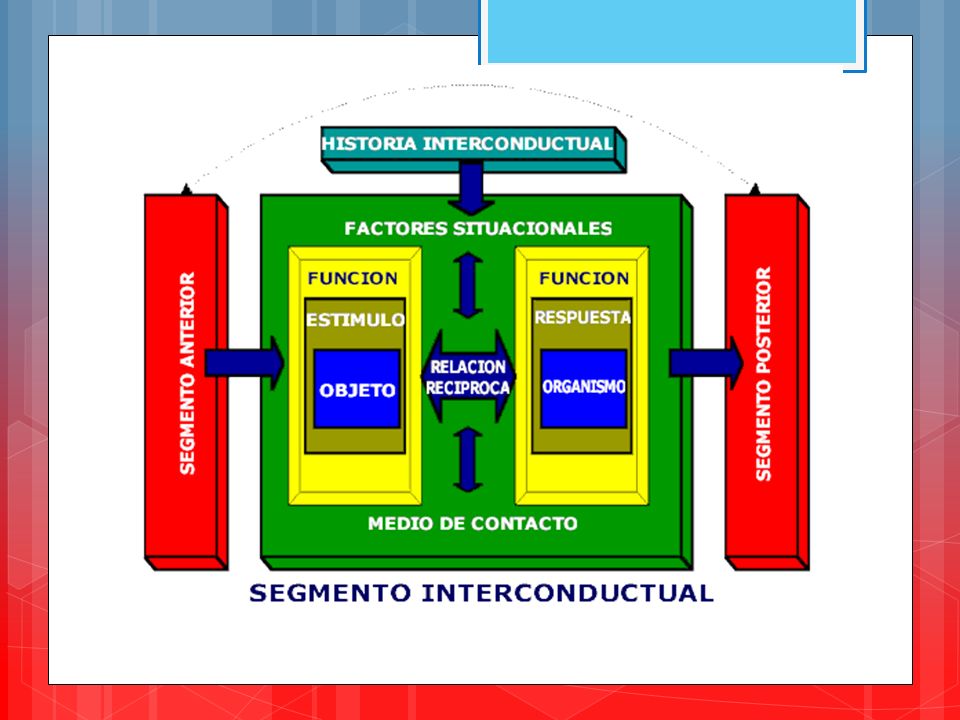 HISTORIA INTERCONDUCTUAL
SEGMENTO ANTERIOR
FACTORES SITUACIONALES
FUNCION
ESTIMULO
OBJETO
RELACION
RECIPROCA
FUNCION
RESPUESTA
ORGANISMO
MEDIO DE CONTACTO
SEGMENTO POSTERIOR
SEGMENTO INTERCONDUCTUAL